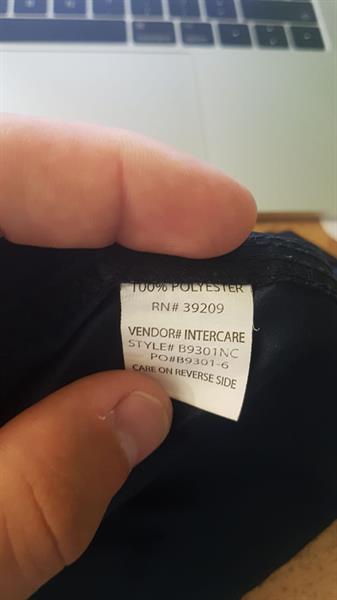 100% POLYESTER
RN# 39209
VENDOR# INTERCARE
STYLE# B9301NC
PO#B9301-6
CARE ON REVERSE SIDE